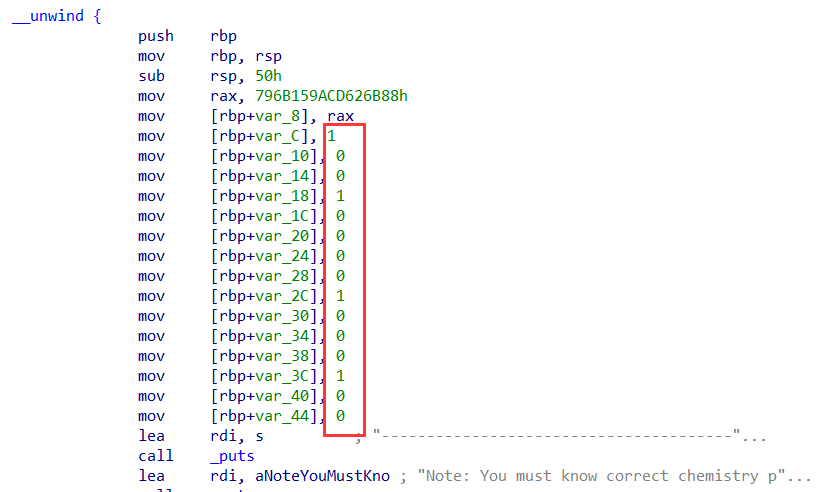 __unwind {
push rbp
mov rbp, rsp
sub rsp, 50h
mov rax, 796B159ACD626B88h
mov [rbp+var_8], rax
mov [rbp+var_C], 1
mov [rbp+var_10], 0
mov [rbp+var_14], 0
mov [rbp+var_18], 1
mov [rbp+var_1C], 0
mov [rbp+var_20], 0
mov [rbp+var_24], 0
mov [rbp+var_28], 0
mov [rbp+var_2C], 1
mov [rbp+var_30], 0
mov [rbp+var_34], 0
mov [rbp+var_38], 0
mov [rbp+var_3C], 1
mov [rbp+var_40], 0
mov [rbp+var_44], 0
lea rdi, s ; "---------------------------------------"...
call _puts
lea rdi, aNoteYouMustKno ; "Note: You must know correct chemistry p"...